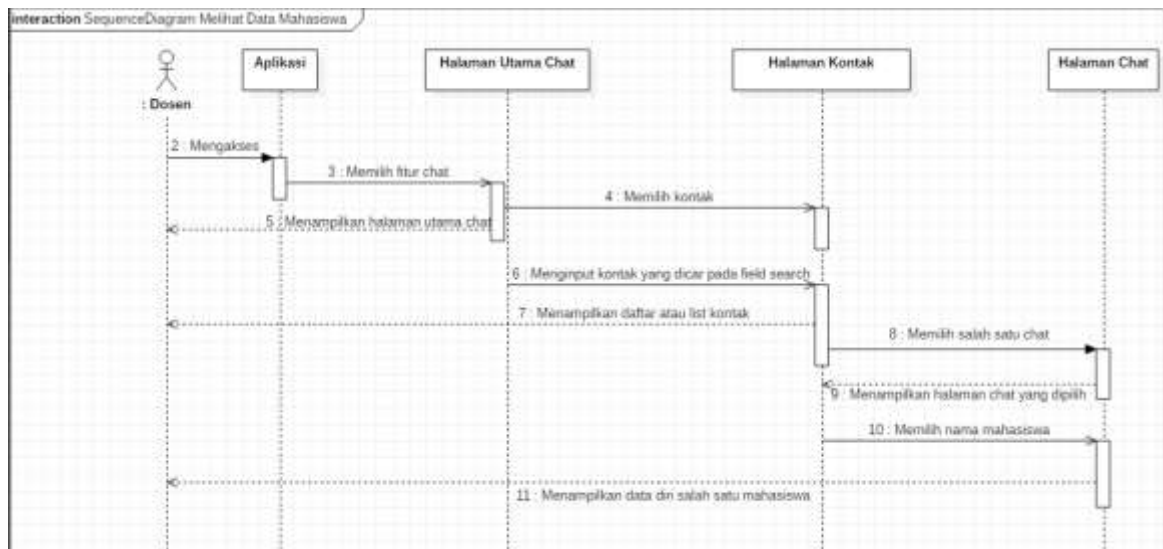 interaction SequenceDiagram Melihat Data Mahasiswa
Aplikasi
Halaman Utama Chat
Halaman Kontak
Halaman Chat
: Dosen
2 : Mengakses
3 : Memilih fitur chat
4 : Memilih kontak
5 : Menampilkan halaman utama chat
6 : Menginput kontak yang dicar pada field search
7 : Menampilkan daftar atau list kontak
8 : Memilih salah satu chat
9 : Menampilkan halaman chat yang dipilih
10 : Memilih nama mahasiswa
11 : Menampilkan data diri salah satu mahasiswa